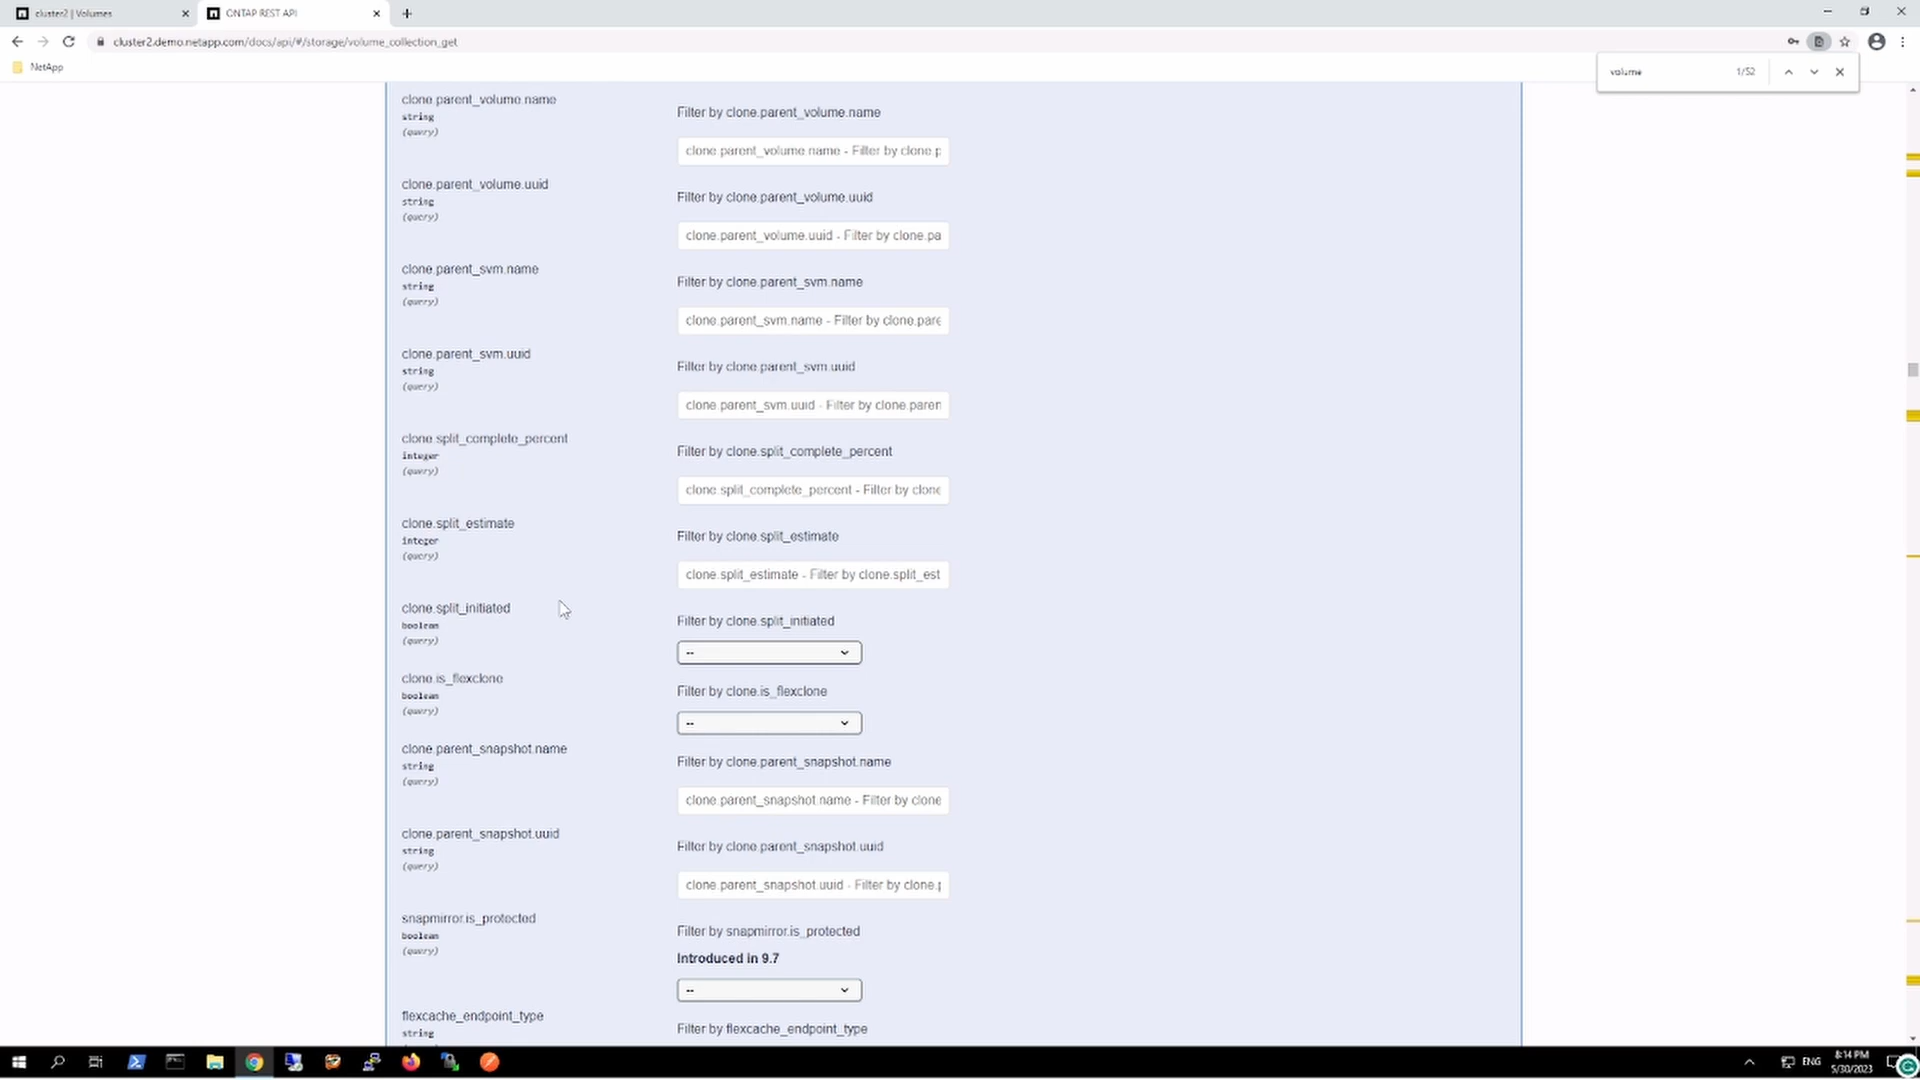 cluster2 | Volumes
ONTAP REST API
cluster2.demo.netapp.com/docs/api/#/storage/volume_collection_get
NetApp
volume
1/52
clone.parent_volume.name
string
(query)
Filter by clone.parent_volume.name
clone.parent_volume.name - Filter by clone.p
clone.parent_volume.uuid
string
(query)
Filter by clone.parent_volume.uuid
clone.parent_volume.uuid - Filter by clone.pa
clone.parent_svm.name
string
(query)
Filter by clone.parent_svm.name
clone.parent_svm.name - Filter by clone.pare
clone.parent_svm.uuid
string
(query)
Filter by clone.parent_svm.uuid
clone.parent_svm.uuid - Filter by clone.paren
clone.split_complete_percent
integer
(query)
Filter by clone.split_complete_percent
clone.split_complete_percent - Filter by clone
clone.split_estimate
integer
(query)
Filter by clone.split_estimate
clone.split_estimate - Filter by clone.split_est
clone.split_initiated
boolean
(query)
Filter by clone.split_initiated
--
clone.is_flexclone
boolean
(query)
Filter by clone.is_flexclone
--
clone.parent_snapshot.name
string
(query)
Filter by clone.parent_snapshot.name
clone.parent_snapshot.name - Filter by clone
clone.parent_snapshot.uuid
string
(query)
Filter by clone.parent_snapshot.uuid
clone.parent_snapshot.uuid - Filter by clone.p
snapmirror.is_protected
boolean
(query)
Filter by snapmirror.is_protected
Introduced in 9.7
--
flexcache_endpoint_type
string
Filter by flexcache_endpoint_type
ENG
8:14 PM
5/30/2023